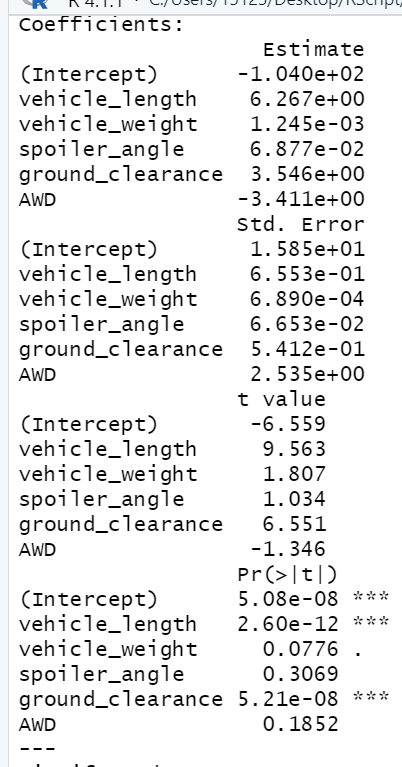 R 4.1.1 · C:/Users/15125/Desktop/RScript/
Coefficients:
Estimate
(Intercept) -1.040e+02
vehicle_length 6.267e+00
vehicle_weight 1.245e-03
spoiler_angle 6.877e-02
ground_clearance 3.546e+00
AWD -3.411e+00
Std. Error
(Intercept) 1.585e+01
vehicle_length 6.553e-01
vehicle_weight 6.890e-04
spoiler_angle 6.653e-02
ground_clearance 5.412e-01
AWD 2.535e+00
t value
(Intercept) -6.559
vehicle_length 9.563
vehicle_weight 1.807
spoiler_angle 1.034
ground_clearance 6.551
AWD -1.346
Pr(>|t|)
(Intercept) 5.08e-08 ***
vehicle_length 2.60e-12 ***
vehicle_weight 0.0776 .
spoiler_angle 0.3069
ground_clearance 5.21e-08 ***
AWD 0.1852
---